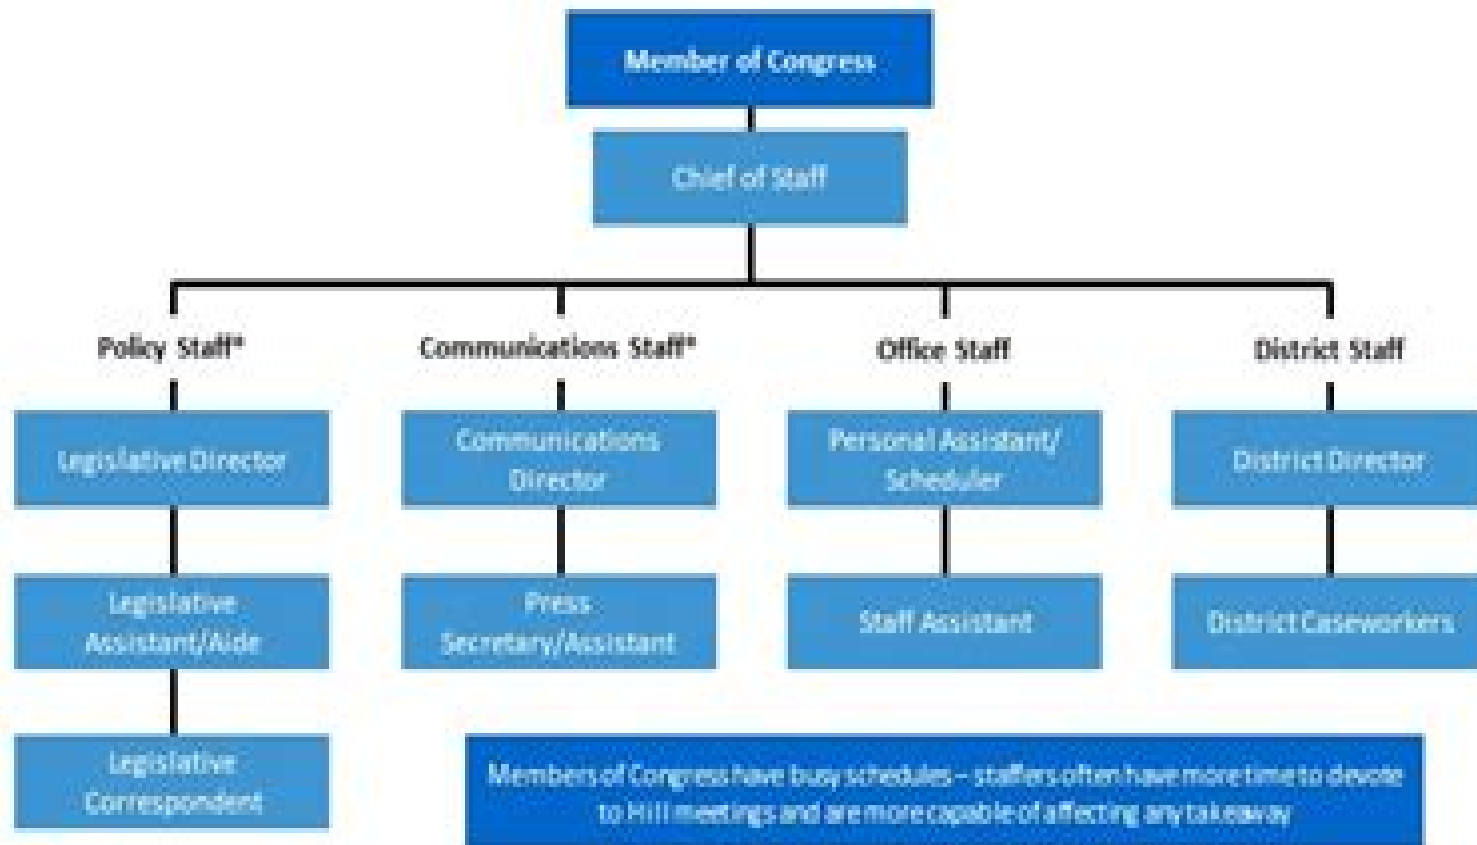 Member of Congress
Chief of Staff
Policy Staff*
Communications Staff*
Office Staff
District Staff
Legislative Director
Communications
Director
Personal Assistant/
Scheduler
District Director
Legislative
Assistant/Aide
Press
Secretary/Assistant
Staff Assistant
District Caseworkers
Legislative
Correspondent
Members of Congress have busy schedules – staffers often have more time to devote
to Hill meetings and are more capable of affecting any takeaway